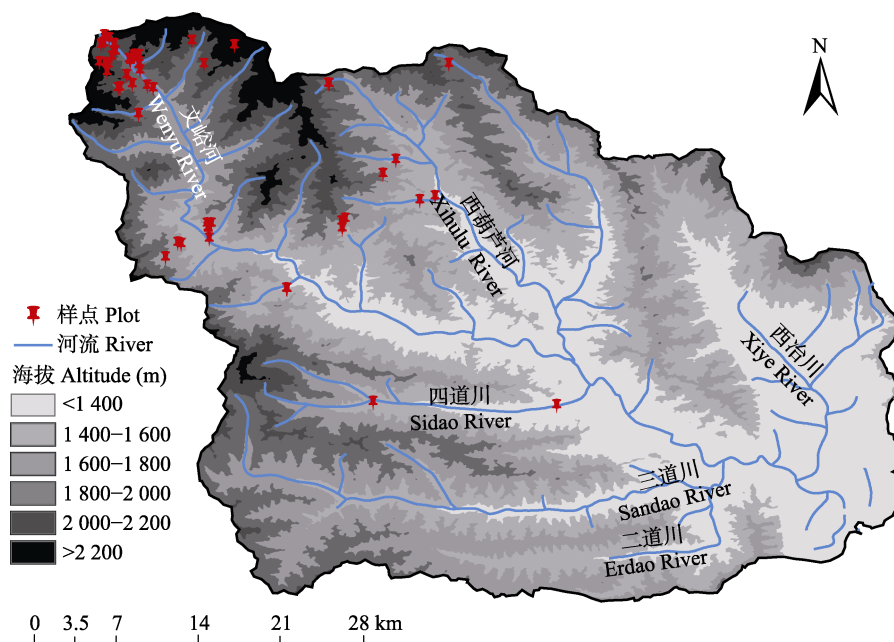 N
文峪河
Wenyu River
西葫芦河
Xihulu River
西治川
Xiye River
四道川
Sidao River
三道川
Sandao River
二道川
Erdao River
样点 Plot
河流 River
海拔 Altitude (m)
<1 400
1 400−1 600
1 600−1 800
1 800−2 000
2 000−2 200
>2 200
0 3.5 7 14 21 28 km